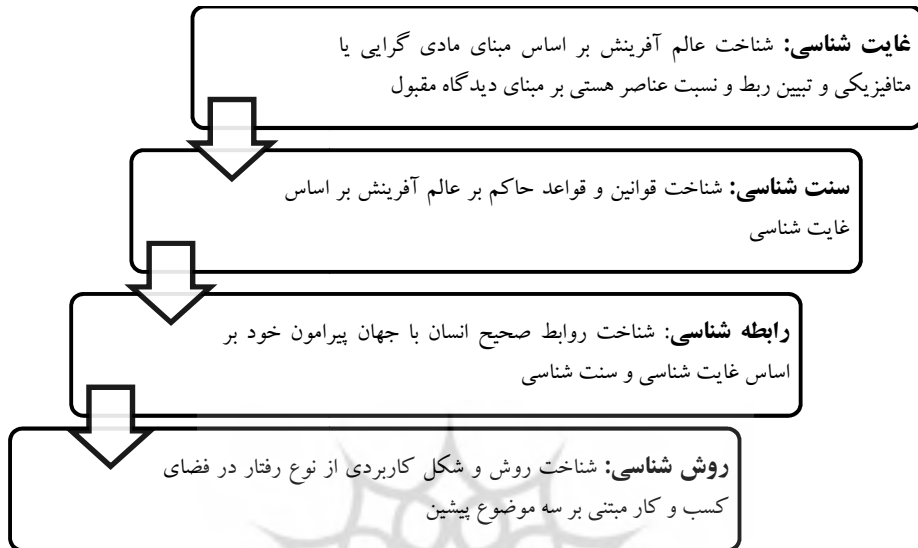 غایت شناسی: شناخت عالم آفرینش بر اساس مبنای مادی گرایی یا
متافیزیکی و تبیین ربط و نسبت عناصر هستی بر مبنای دیدگاه مقبول
سنت شناسی: شناخت قوانین و قواعد حاکم بر عالم آفرینش بر اساس
غایت شناسی
رابطه شناسی: شناخت روابط صحیح انسان با جهان پیرامون خود بر
اساس غایت شناسی و سنت شناسی
روش شناسی: شناخت روش و شکل کاربردی از نوع رفتار در فضای
کسب و کار مبتنی بر سه موضوع پیشین